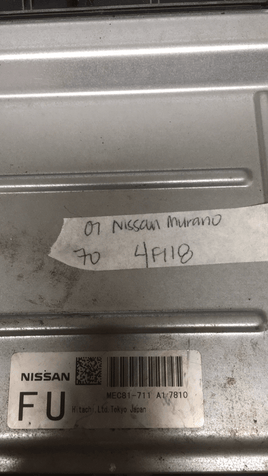 07 Nissan Murano
70 4F118
NISSAN
FU
MEC81-711 A1 7810
Hitachi, Ltd. Tokyo Japan